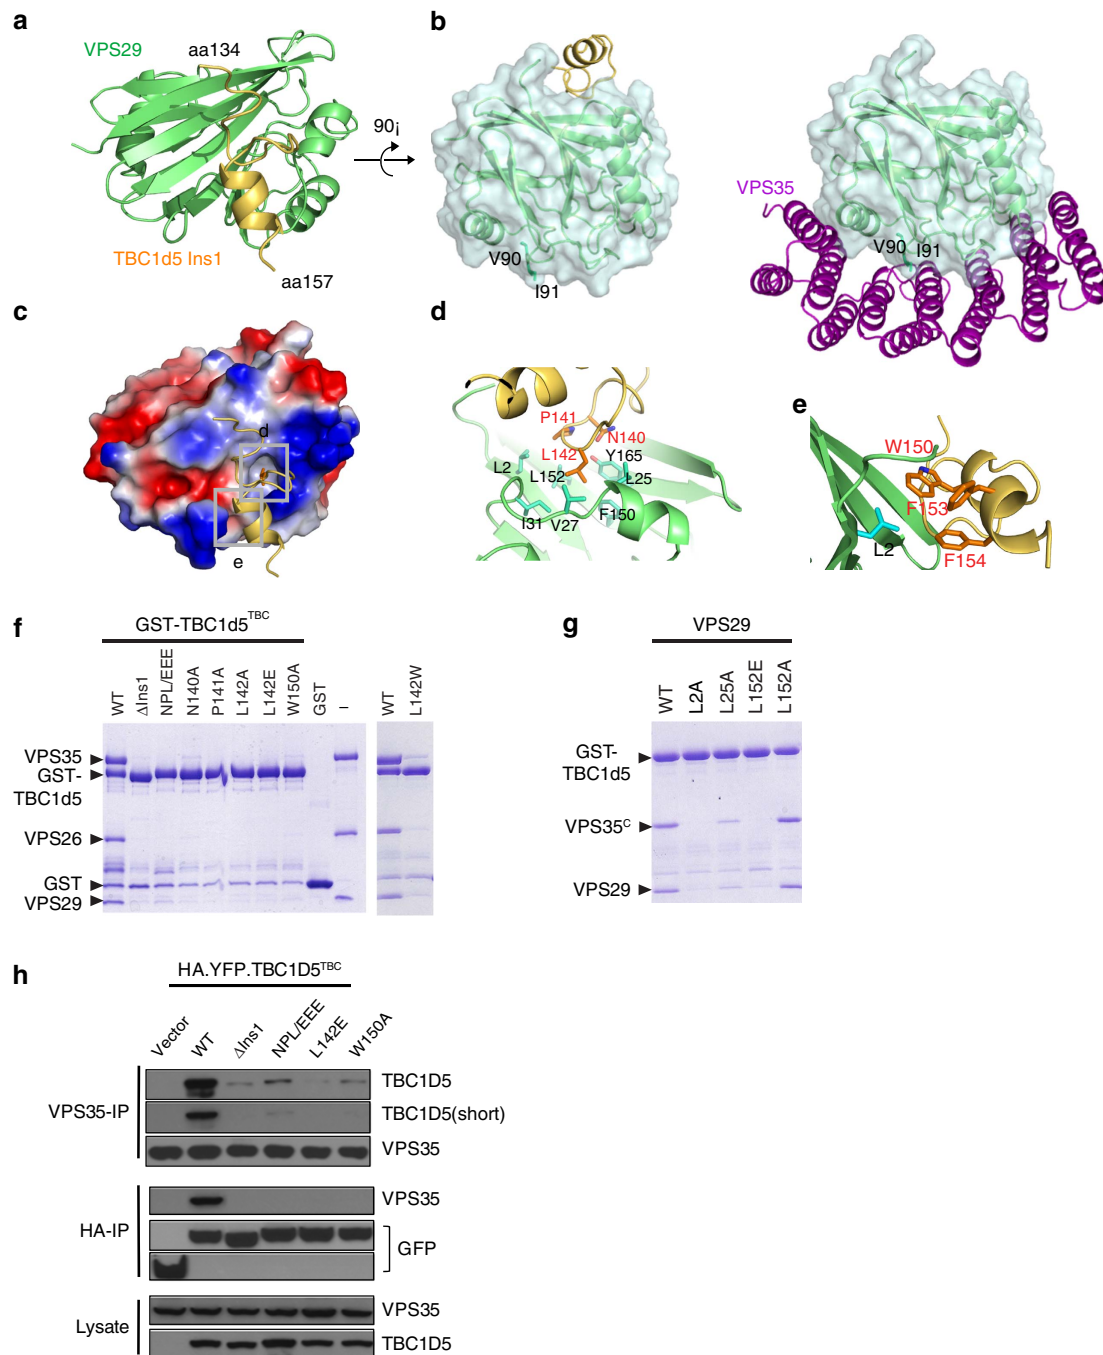 a
VPS29
aa134
TBC1d5 Ins1
aa157
90¡
b
V90
I91
VPS35
V90
I91
c
d
e
d
P141
N140
L142
Y165
L2
L152
L25
I31
V27
F150
e
W150
F153
L2
F154
f
GST-TBC1d5TBC
WT
ΔIns1
NPL/EEE
N140A
P141A
L142A
L142E
W150A
GST
–
WT
L142W
VPS35
GST-
TBC1d5
VPS26
GST
VPS29
g
VPS29
WT
L2A
L25A
L152E
L152A
GST-
TBC1d5
VPS35C
VPS29
h
HA.YFP.TBC1D5TBC
Vector
WT
ΔIns1
NPL/EEE
L142E
W150A
VPS35-IP
TBC1D5
TBC1D5(short)
VPS35
HA-IP
VPS35
GFP
Lysate
VPS35
TBC1D5